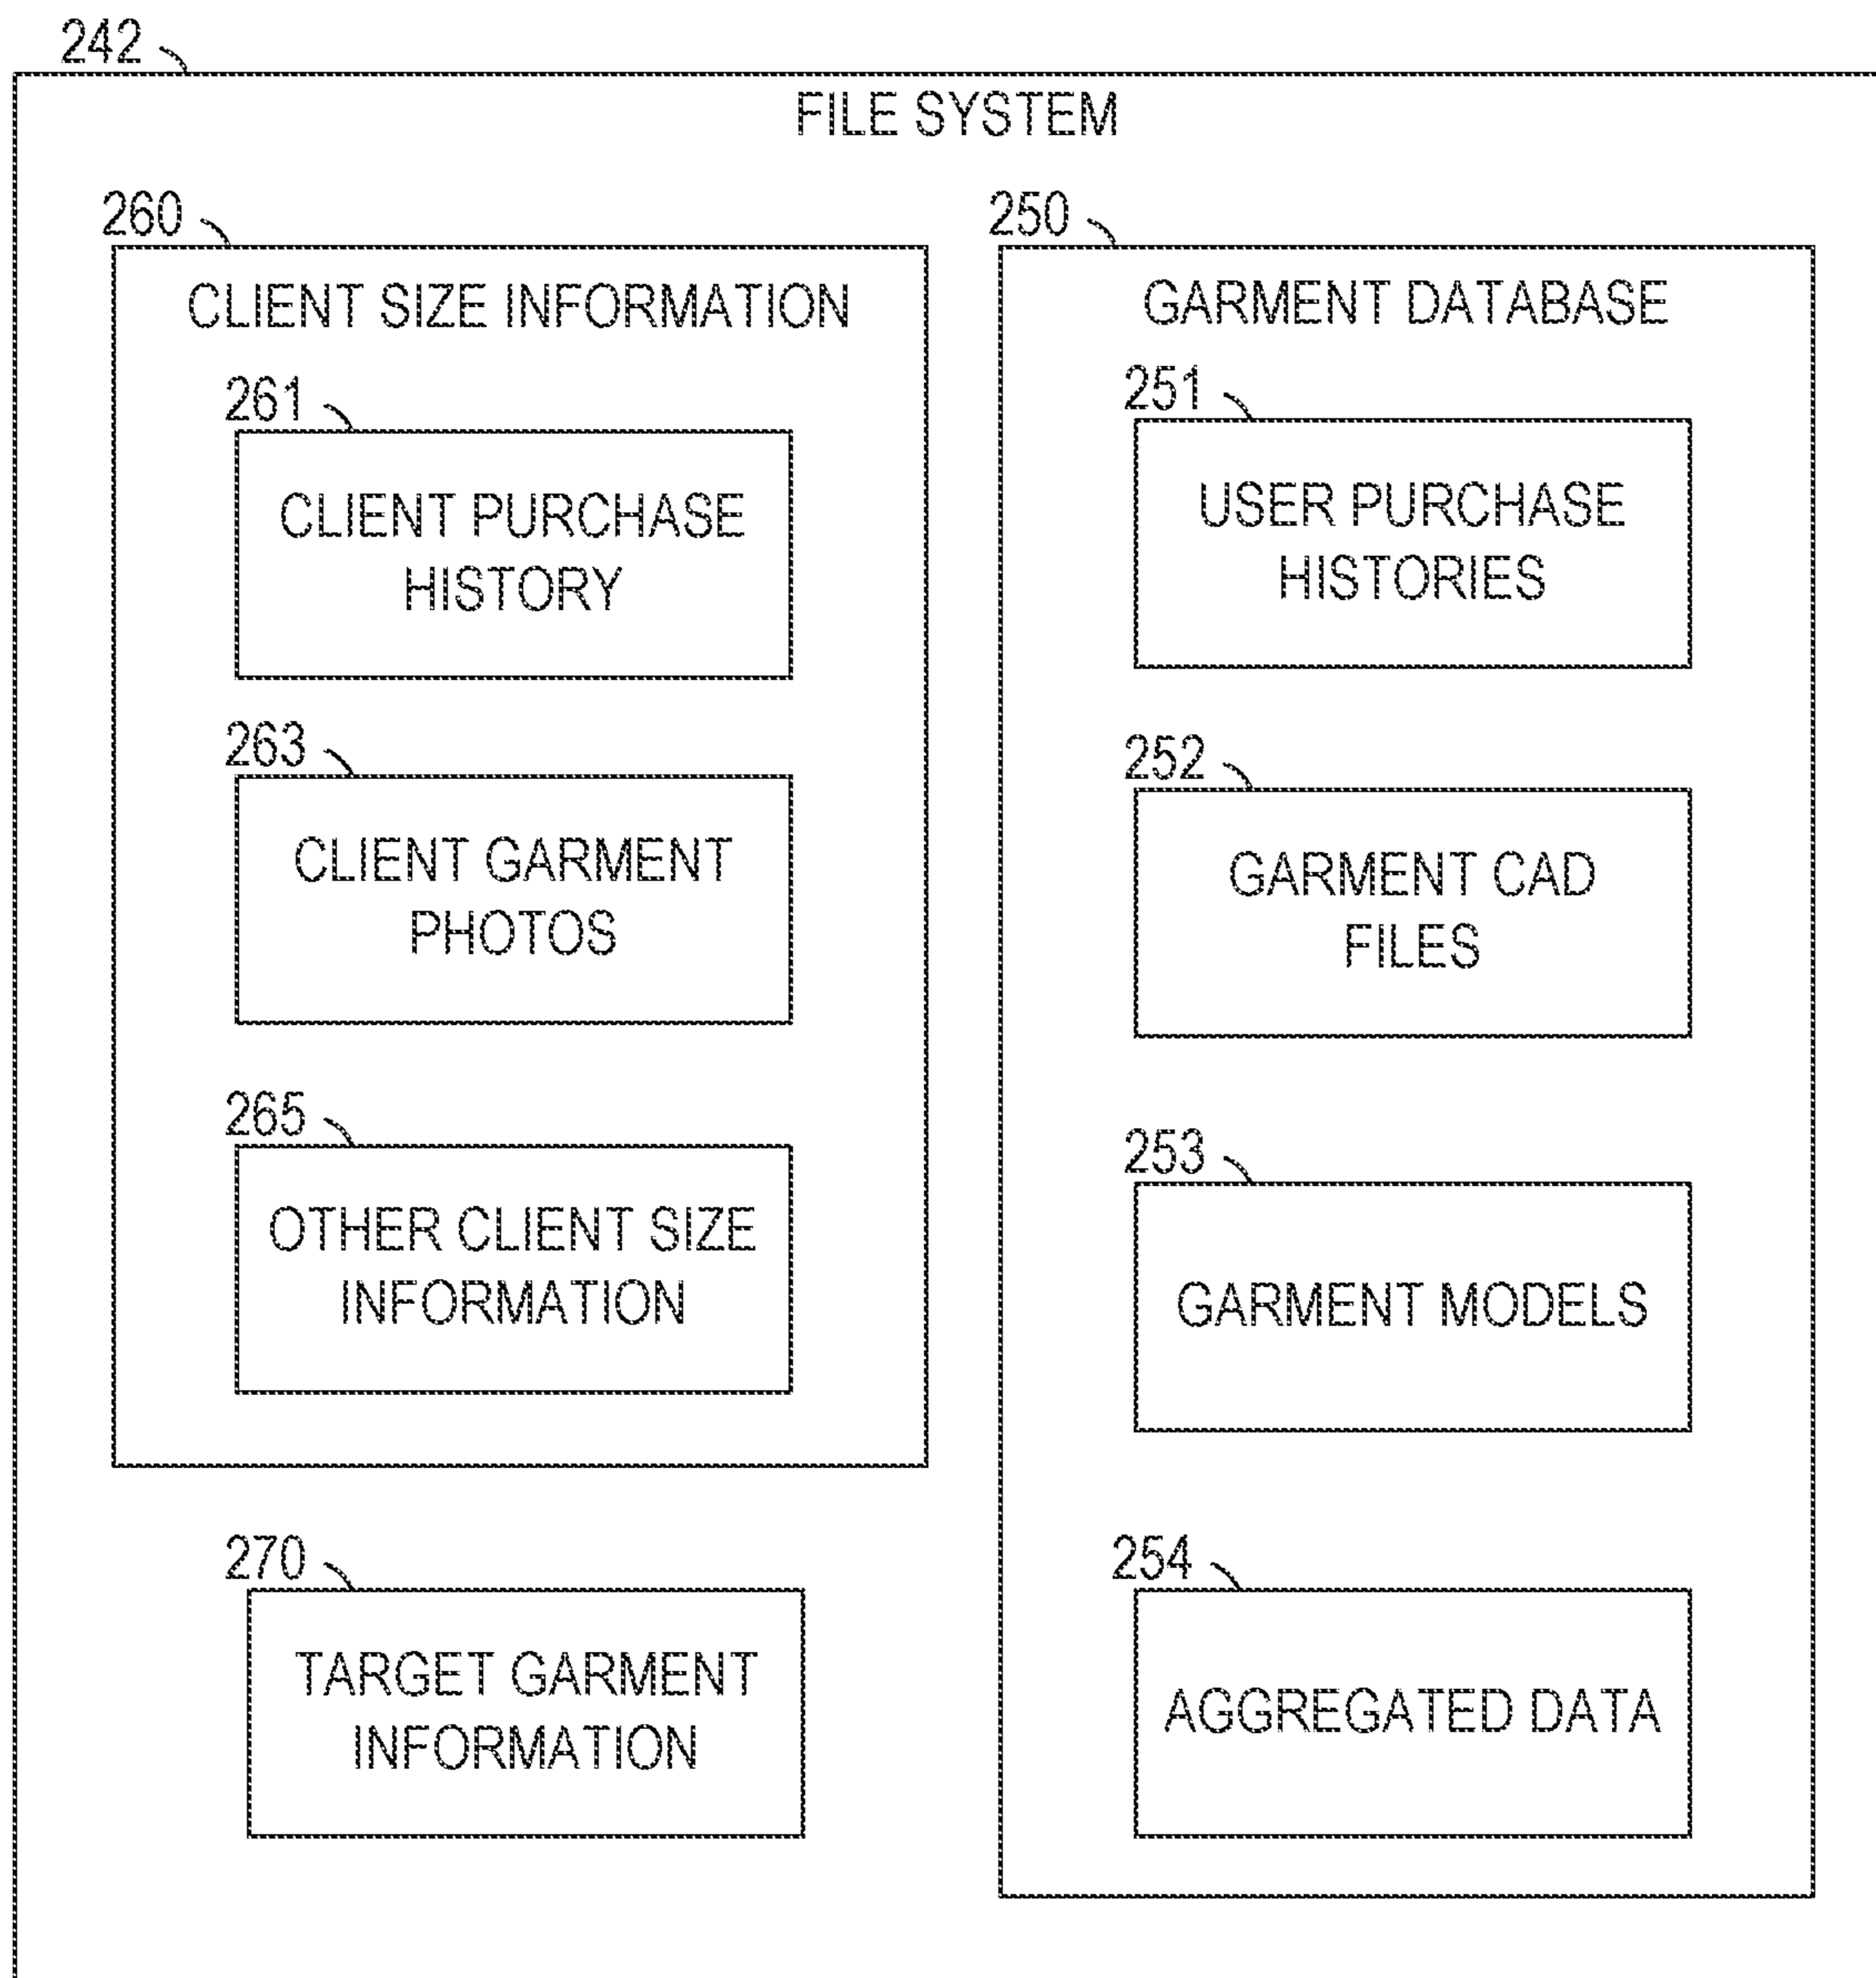 242
FILE SYSTEM
260
CLIENT SIZE INFORMATION
261
CLIENT PURCHASE
HISTORY
263
CLIENT GARMENT
PHOTOS
265
OTHER CLIENT SIZE
INFORMATION
270
TARGET GARMENT
INFORMATION
250
GARMENT DATABASE
251
USER PURCHASE
HISTORIES
252
GARMENT CAD
FILES
253
GARMENT MODELS
254
AGGREGATED DATA